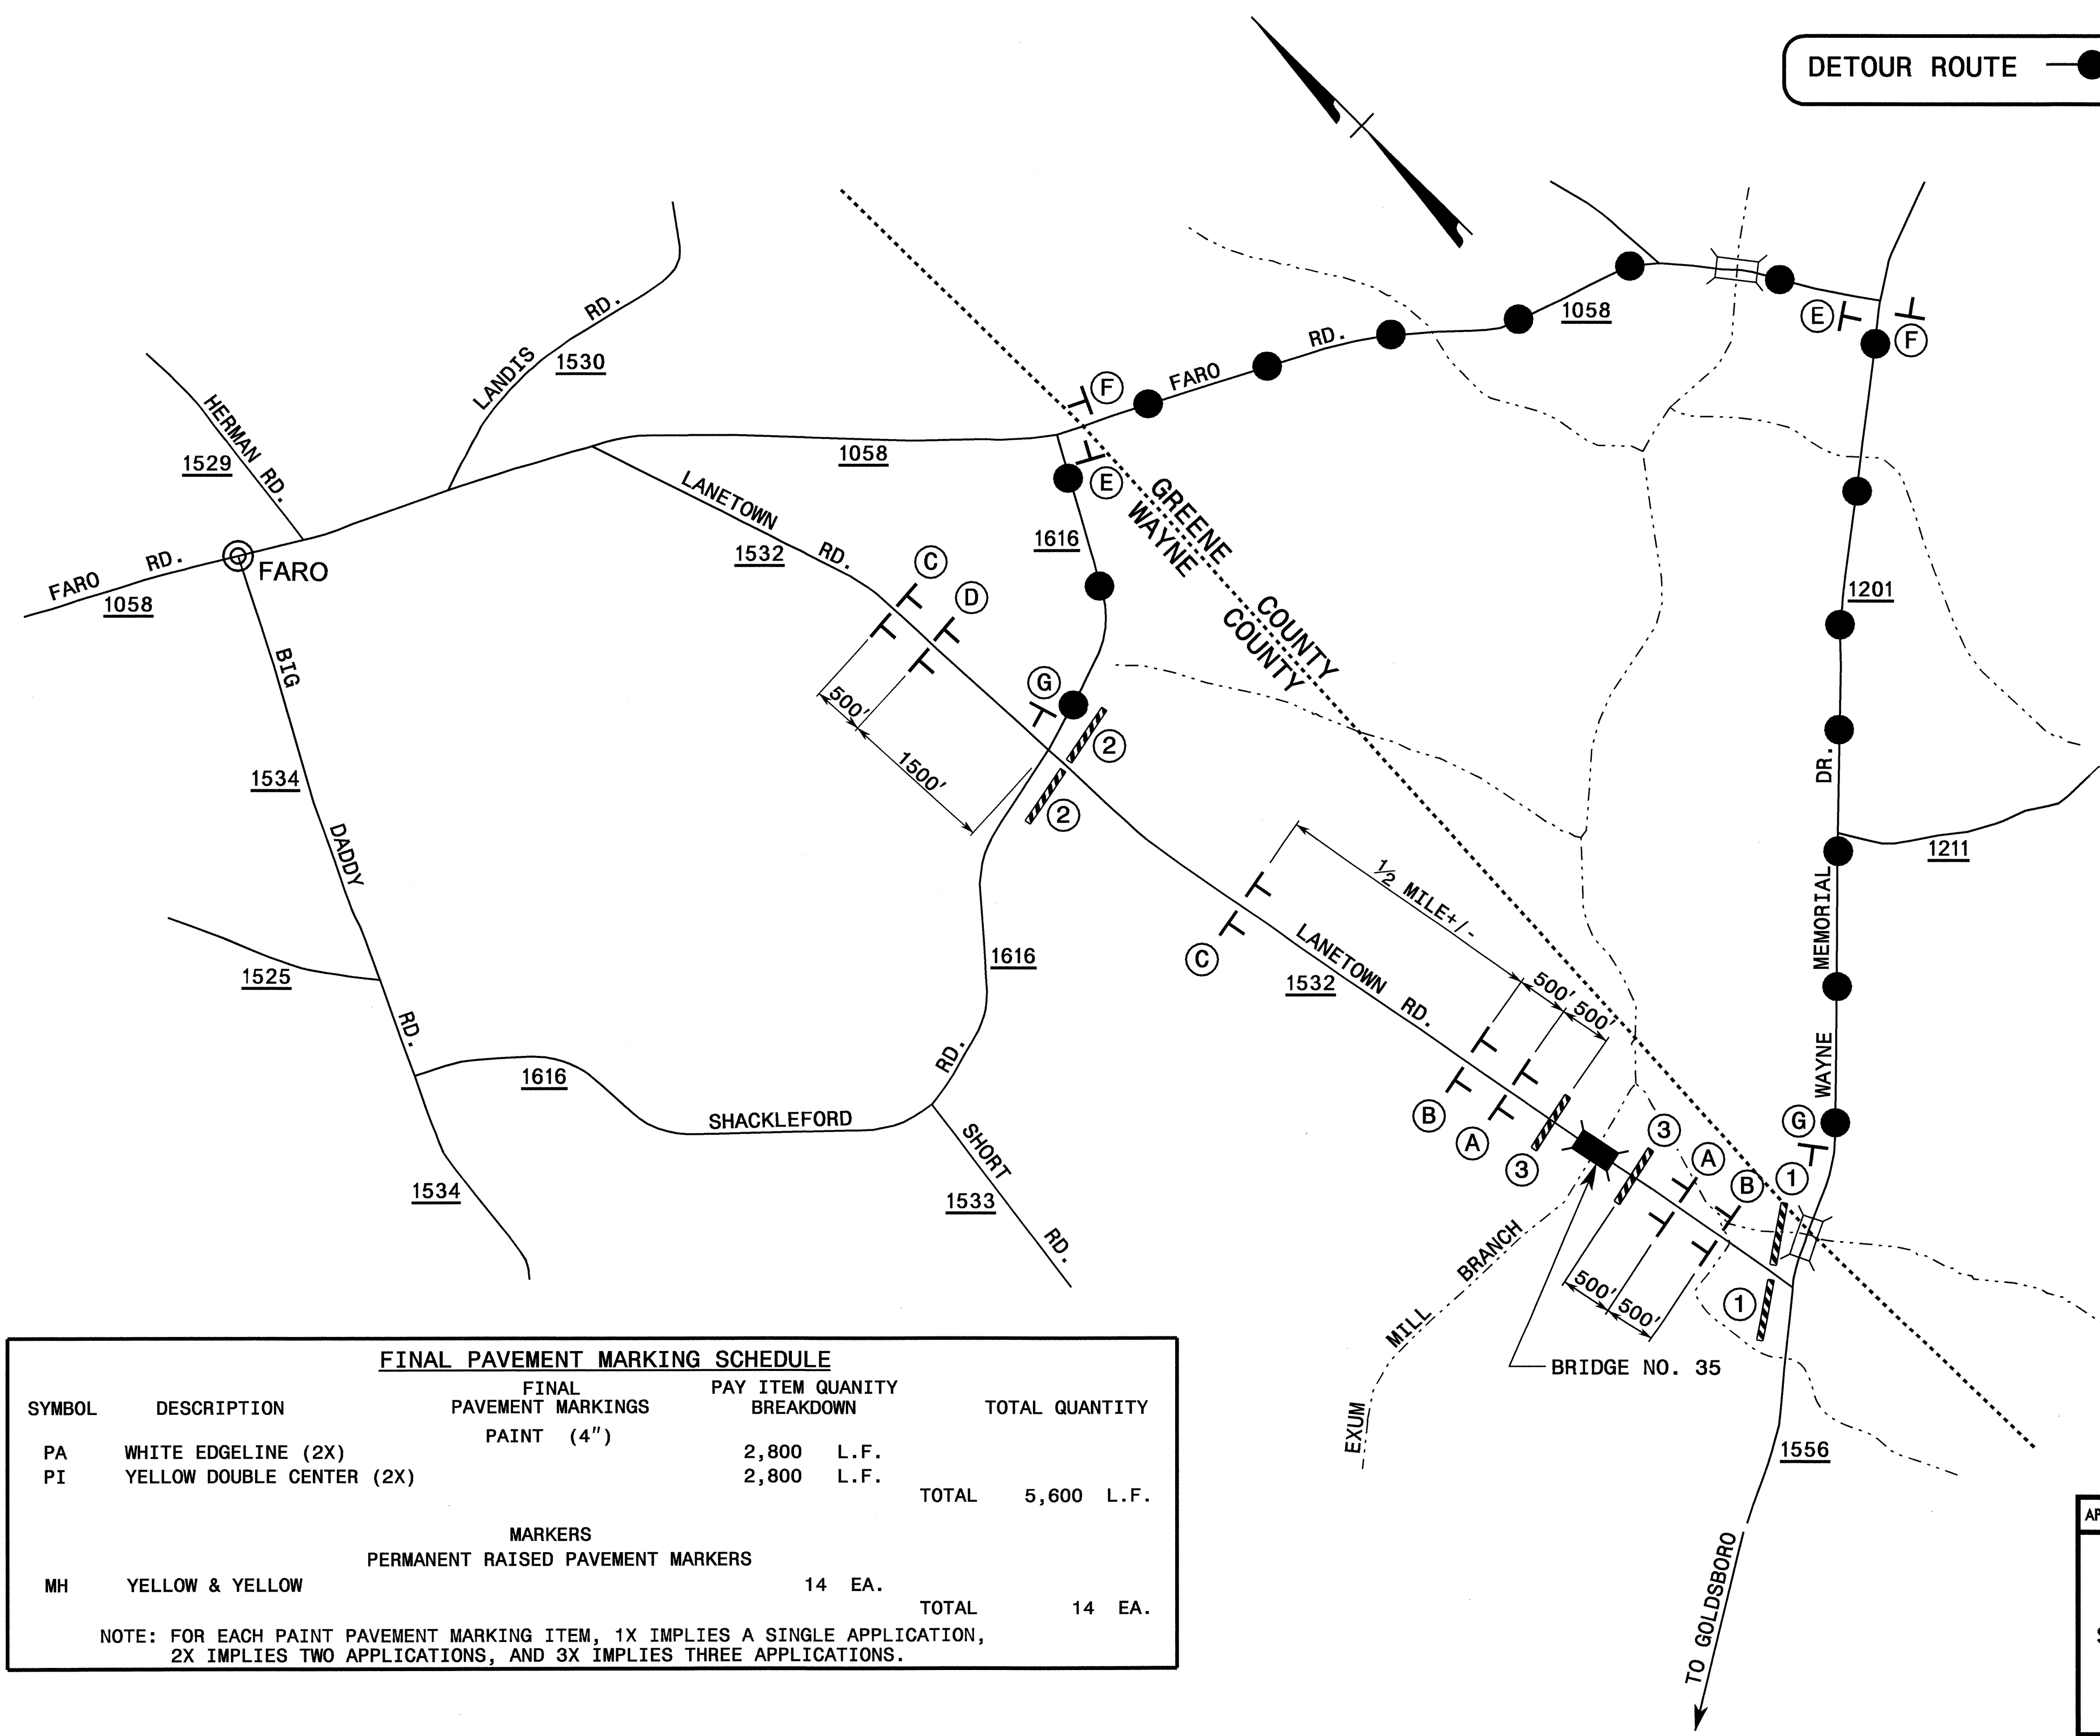 DETOUR ROUTE
LANDIS RD.
1530
HERMAN RD.
1529
FARO RD.
1058
FARO
1058
LANETOWN RD.
1532
C
D
500'
1500'
F
E
1616
FARO RD.
1058
E
F
GREENE COUNTY
WAYNE COUNTY
G
2
2
1201
BIG DADDY RD.
1534
1525
1616
SHACKLEFORD RD.
1616
1534
SHORT RD.
1533
C
1/2 MILE+/-
LANETOWN RD.
1532
500'
500'
B
A
3
3
A
B
1
1
G
WAYNE MEMORIAL DR.
1211
500'
500'
BRIDGE NO. 35
EXUM MILL BRANCH
1556
TO GOLDSBORO
FINAL PAVEMENT MARKING SCHEDULE
SYMBOL DESCRIPTION FINAL PAVEMENT MARKINGS PAY ITEM QUANITY BREAKDOWN TOTAL QUANTITY
PAINT (4")
PA WHITE EDGELINE (2X) 2,800 L.F.
PI YELLOW DOUBLE CENTER (2X) 2,800 L.F.
TOTAL 5,600 L.F.
MARKERS
PERMANENT RAISED PAVEMENT MARKERS
MH YELLOW & YELLOW 14 EA.
TOTAL 14 EA.
NOTE: FOR EACH PAINT PAVEMENT MARKING ITEM, 1X IMPLIES A SINGLE APPLICATION,
2X IMPLIES TWO APPLICATIONS, AND 3X IMPLIES THREE APPLICATIONS.